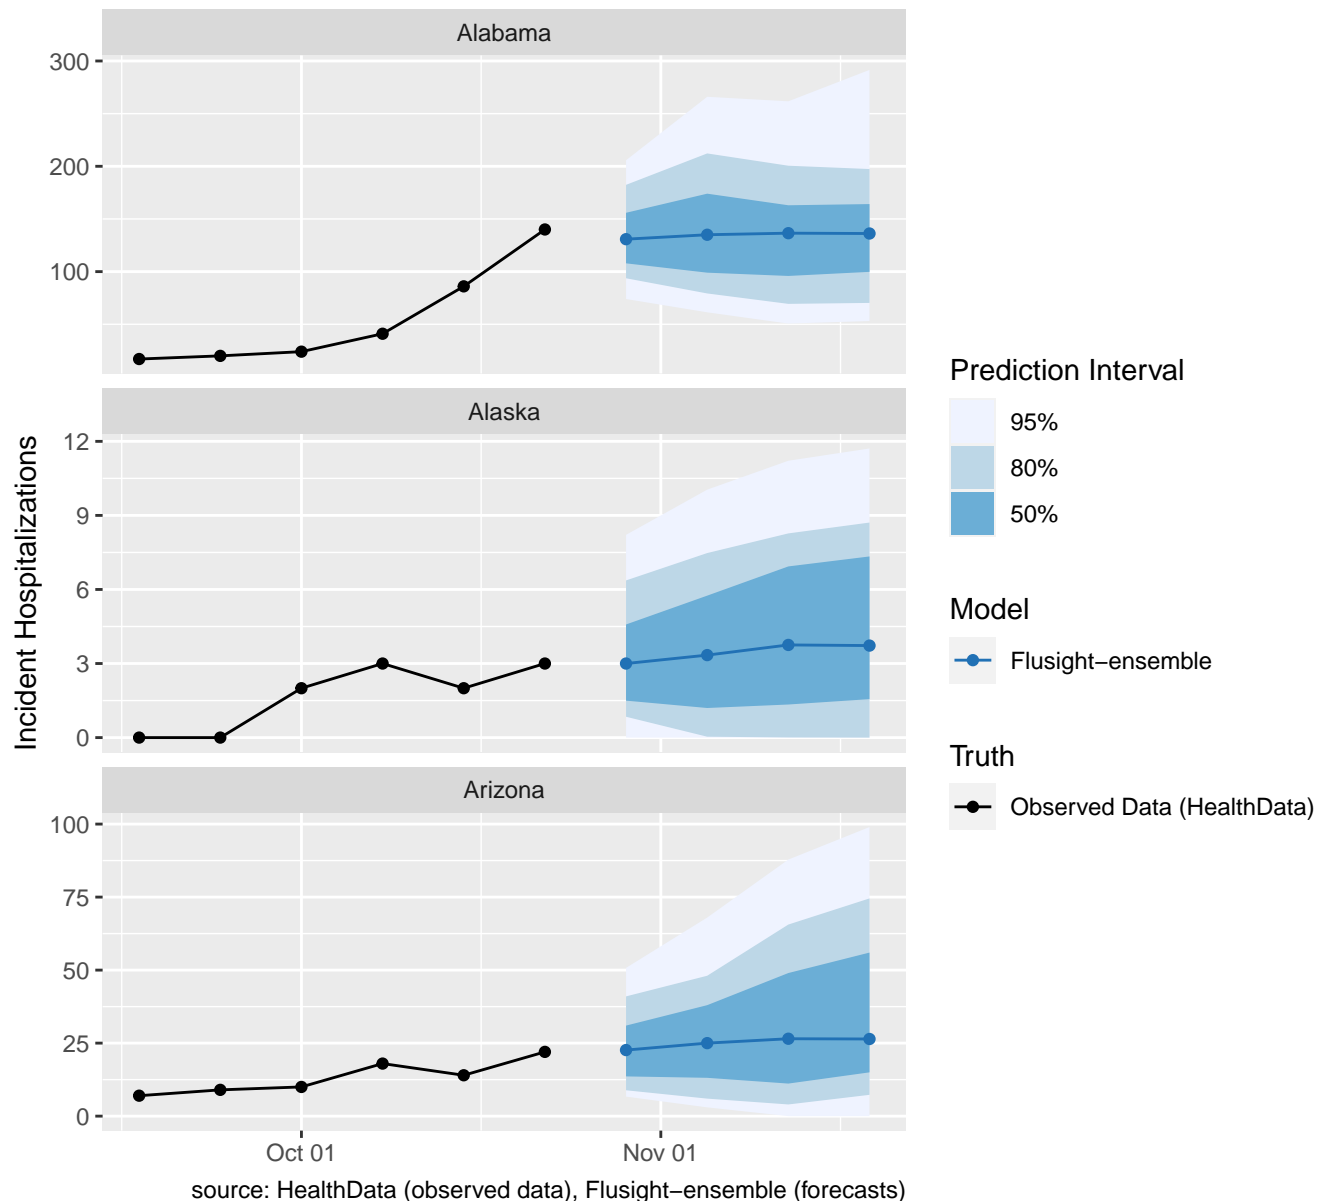 Alabama
300
200
100
Alaska
12
9
6
3
0
Arizona
100
75
50
25
0
Oct 01
Nov 01
Incident Hospitalizations
source: HealthData (observed data), Flusight−ensemble (forecasts)
Prediction Interval
95%
80%
50%
Model
Flusight−ensemble
Truth
Observed Data (HealthData)